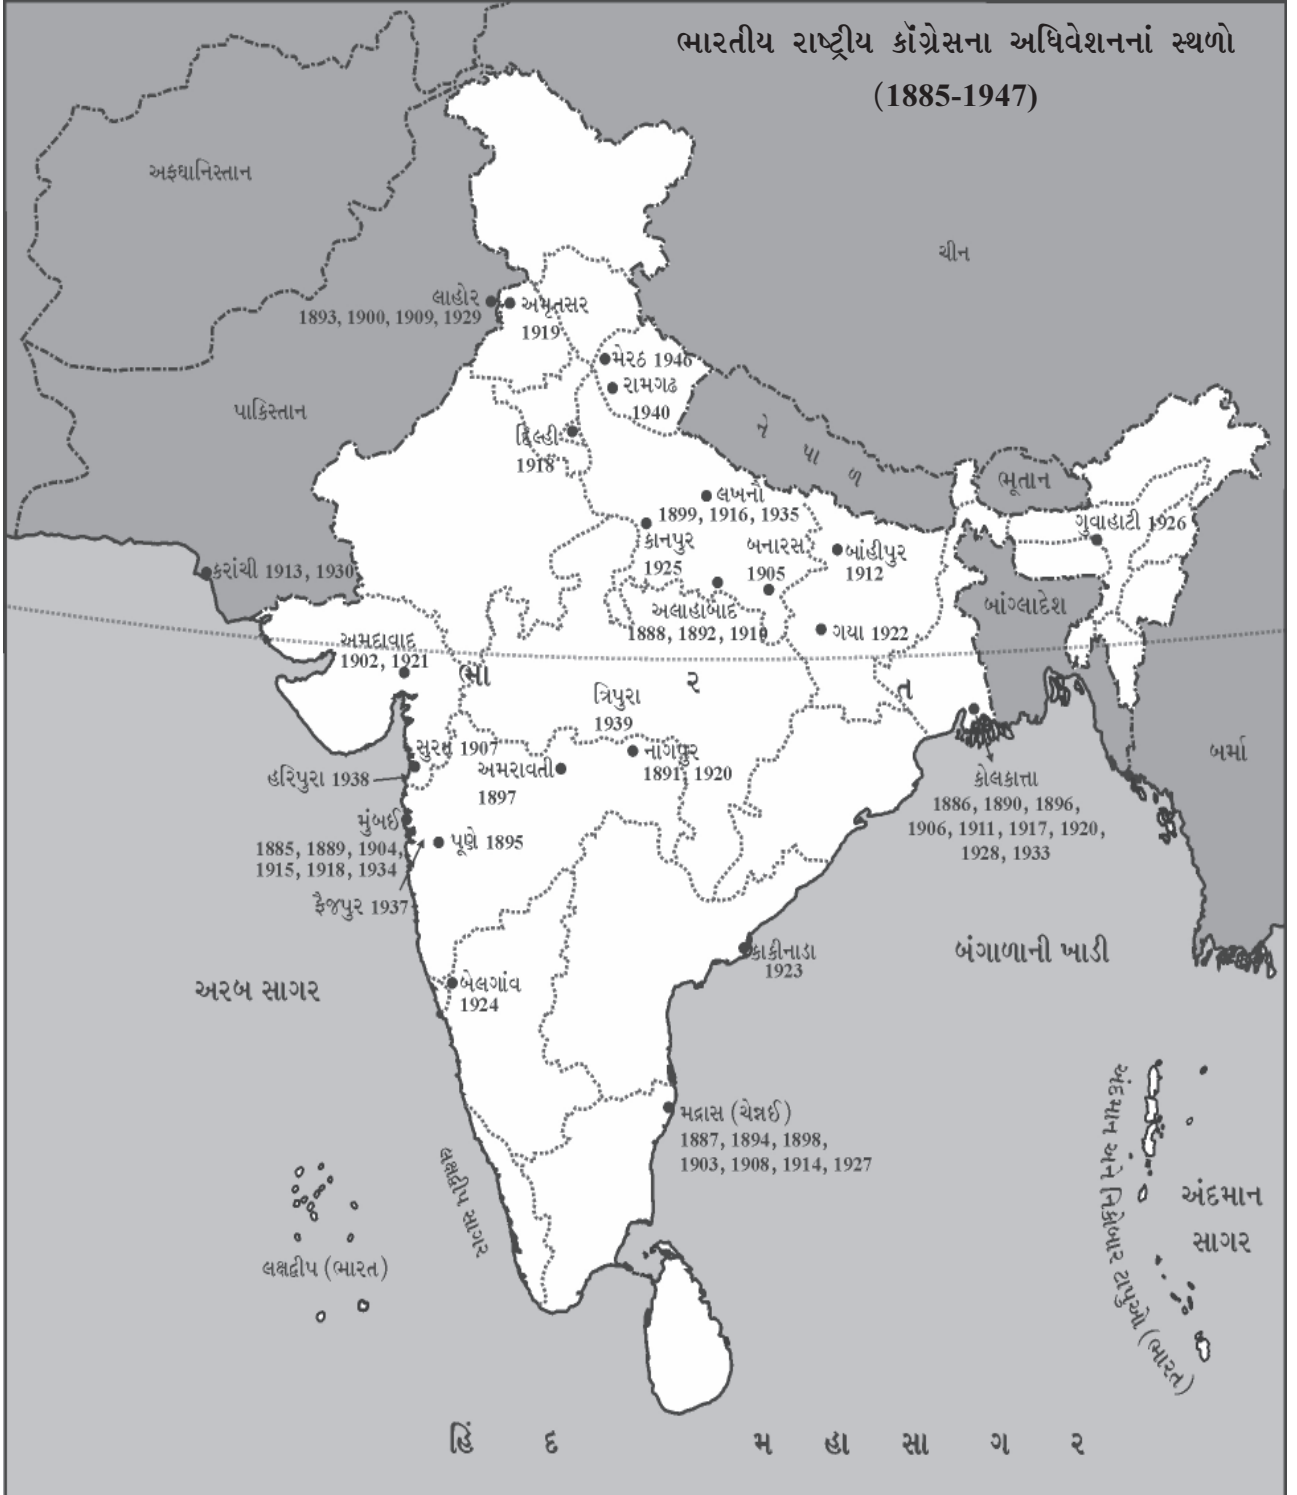 ભારતીય રાષ્ટ્રીય કૉંગ્રેસના અધિવેશનનાં સ્થળો
(1885-1947)
અફઘાનિસ્તાન
ચીન
લાહોર
1893, 1900, 1909, 1929
અમૃતસર
1919
મેરઠ 1946
રામગઢ
1940
પાકિસ્તાન
દિલ્હી
1918
ને પા ળ
ભૂતાન
લખનૌ
1899, 1916, 1935
ગુવાહાટી 1926
કાનપુર
1925
બનારસ
1905
બાંહીપુર
1912
કરાંચી 1913, 1930
અલાહાબાદ
1888, 1892, 1910
બાંગ્લાદેશ
ગયા 1922
અમદાવાદ
1902, 1921
ભા ર ત
ત્રિપુરા
1939
સુરત 1907
નાગપુર
1891, 1920
અમરાવતી
1897
હરિપુરા 1938
બર્મા
કોલકાત્તા
1886, 1890, 1896,
1906, 1911, 1917, 1920,
1928, 1933
મુંબઈ
1885, 1889, 1904,
1915, 1918, 1934
પૂણે 1895
ફૈજપુર 1937
કાકીનાડા
1923
બંગાળાની ખાડી
અરબ સાગર
બેલગાંવ
1924
મદ્રાસ (ચેન્નઈ)
1887, 1894, 1898,
1903, 1908, 1914, 1927
લક્ષદ્વીપ સાગર
લક્ષદ્વીપ (ભારત)
અંદમાન અને નિકોબાર ટાપુઓ (ભારત)
અંદમાન
સાગર
હિં દ મ હા સા ગ ર